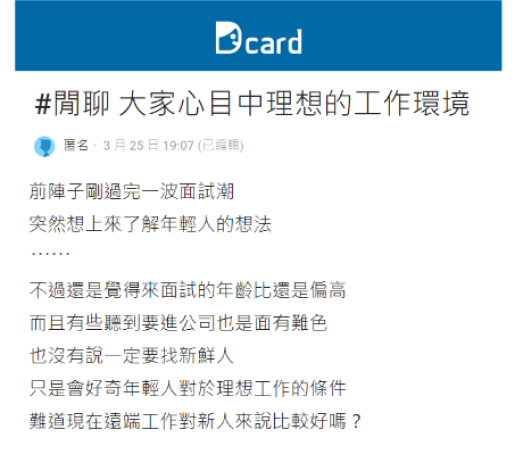 Dcard
#閒聊 大家心目中理想的工作環境
匿名 · 3 月 25 日 19:07 (已編輯)
前陣子剛過完一波面試潮
突然想上來了解年輕人的想法
⋯⋯
不過還是覺得來面試的年齡比還是偏高
而且有些聽到要進公司也是面有難色
也沒有說一定要找新鮮人
只是會好奇年輕人對於理想工作的條件
難道現在遠端工作對新人來說比較好嗎？